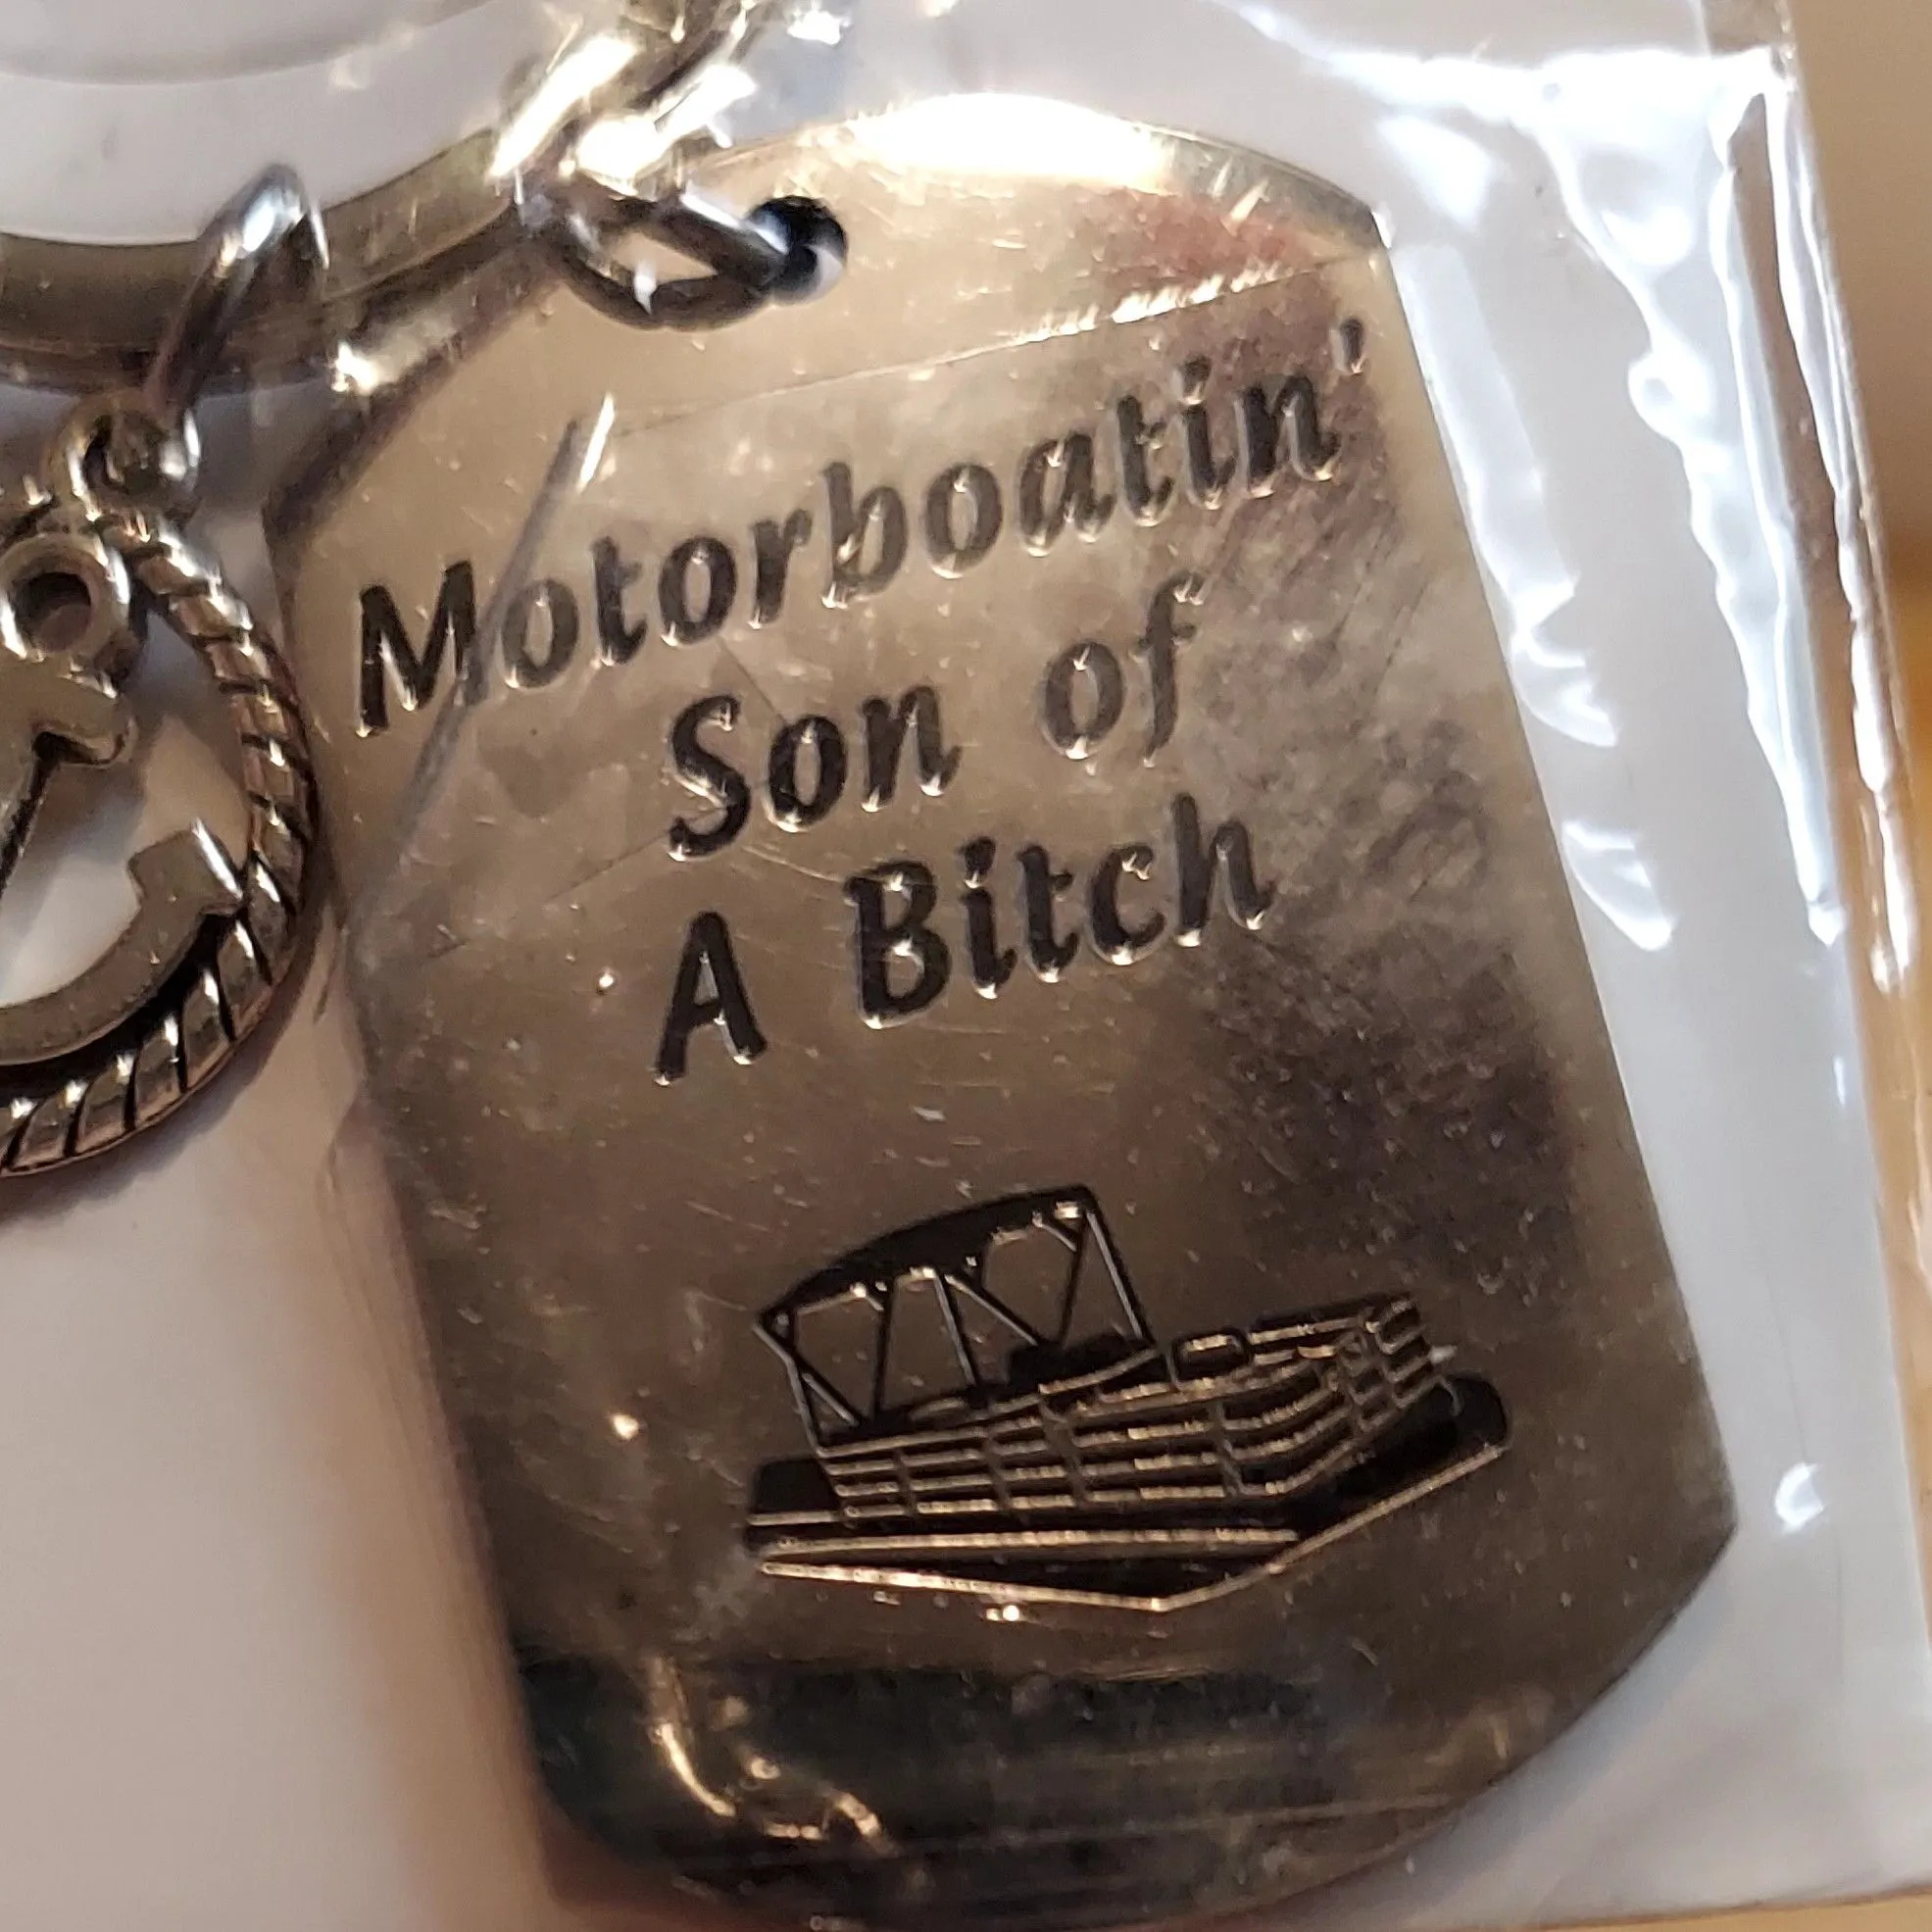 Motorboatin'
Son of
A Bitch